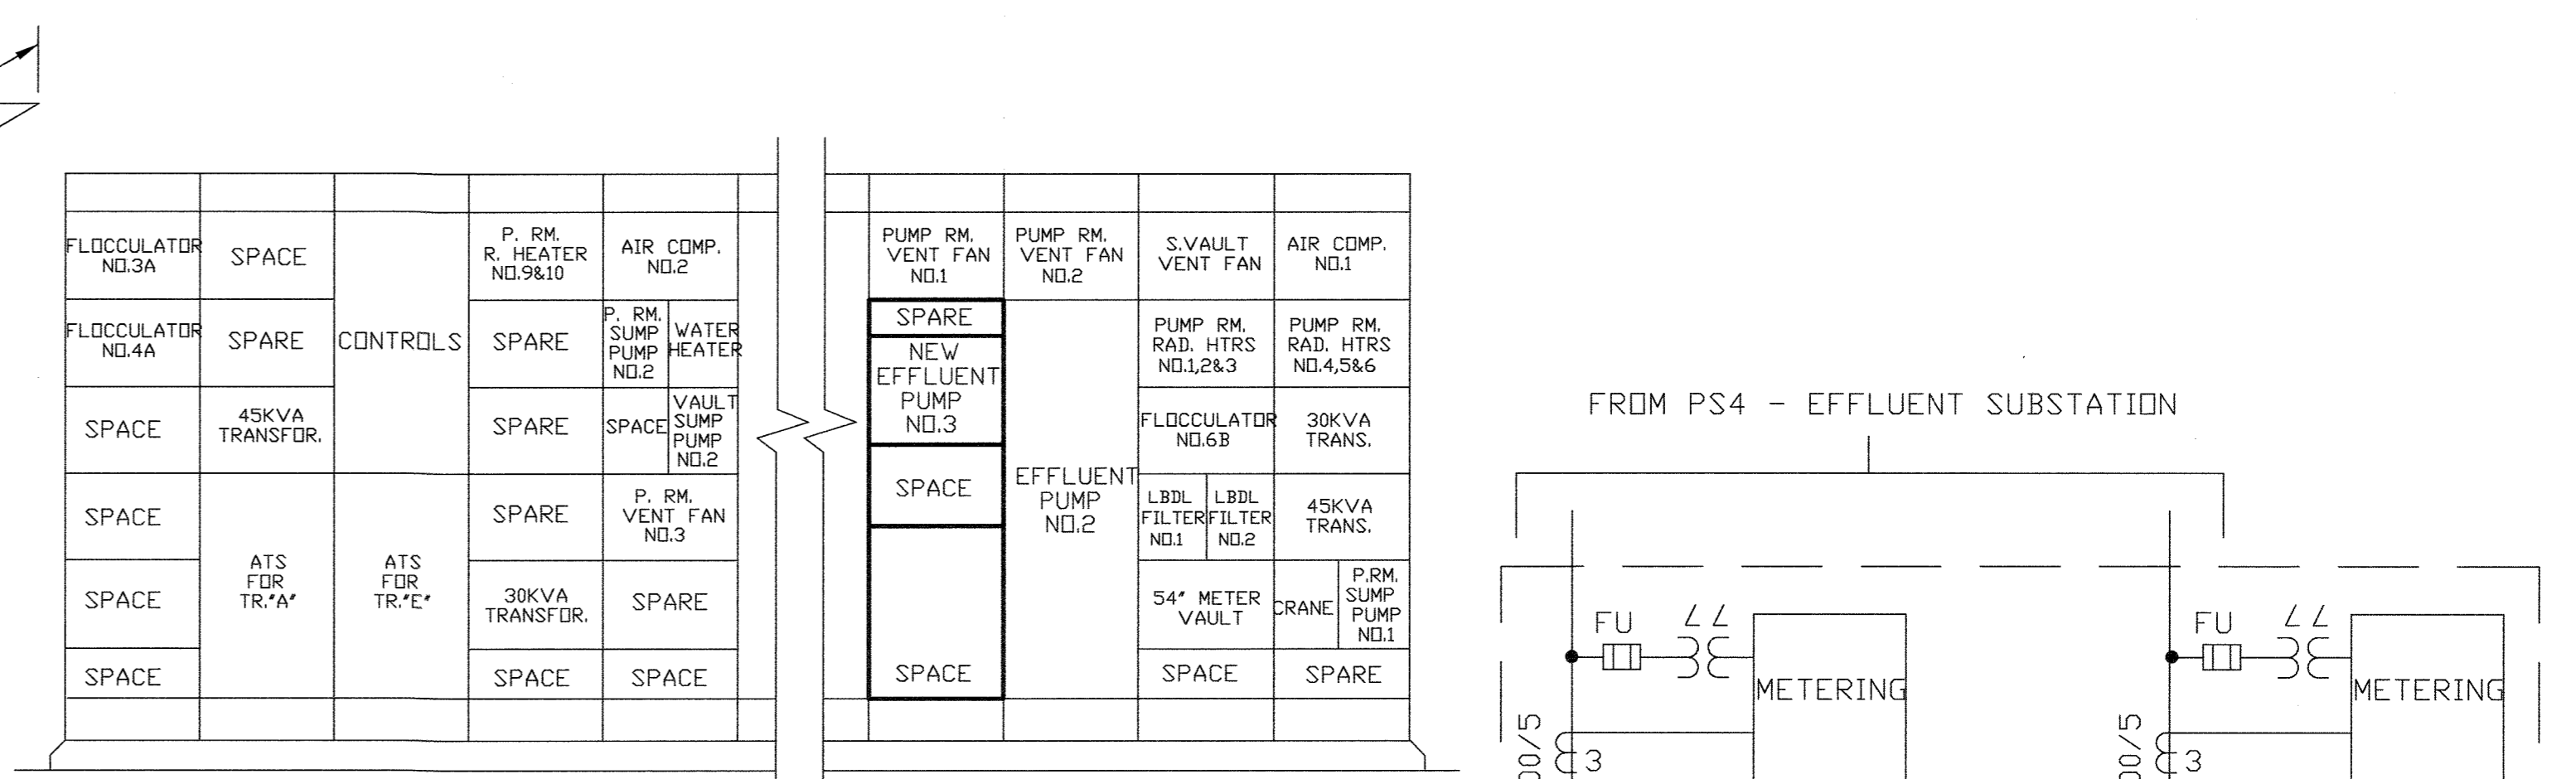 FLOCCULATOR
NO.3A
FLOCCULATOR
NO.4A
SPACE
SPACE
SPACE
SPACE
SPACE
SPARE
45KVA
TRANSFOR.
ATS
FOR
TR."A"
CONTROLS
ATS
FOR
TR."E"
P. RM.
R. HEATER
NO.9&10
SPARE
SPARE
SPARE
30KVA
TRANSFOR.
SPACE
AIR COMP.
NO.2
P. RM.
SUMP
PUMP
NO.2
WATER
HEATER
SPACE
VAULT
SUMP
PUMP
NO.2
P. RM.
VENT FAN
NO.3
SPARE
SPACE
PUMP RM.
VENT FAN
NO.1
SPARE
NEW
EFFLUENT
PUMP
NO.3
SPACE
SPACE
PUMP RM.
VENT FAN
NO.2
EFFLUENT
PUMP
NO.2
S.VAULT
VENT FAN
PUMP RM.
RAD. HTRS
NO.1,2&3
FLOCCULATOR
NO.6B
LBDL
FILTER
NO.1
LBDL
FILTER
NO.2
54" METER
VAULT
SPACE
AIR COMP.
NO.1
PUMP RM.
RAD. HTRS
NO.4,5&6
30KVA
TRANS.
45KVA
TRANS.
CRANE
P.RM.
SUMP
PUMP
NO.1
SPARE
FROM PS4 - EFFLUENT SUBSTATION
FU
METERING
00/5
3
FU
METERING
00/5
3